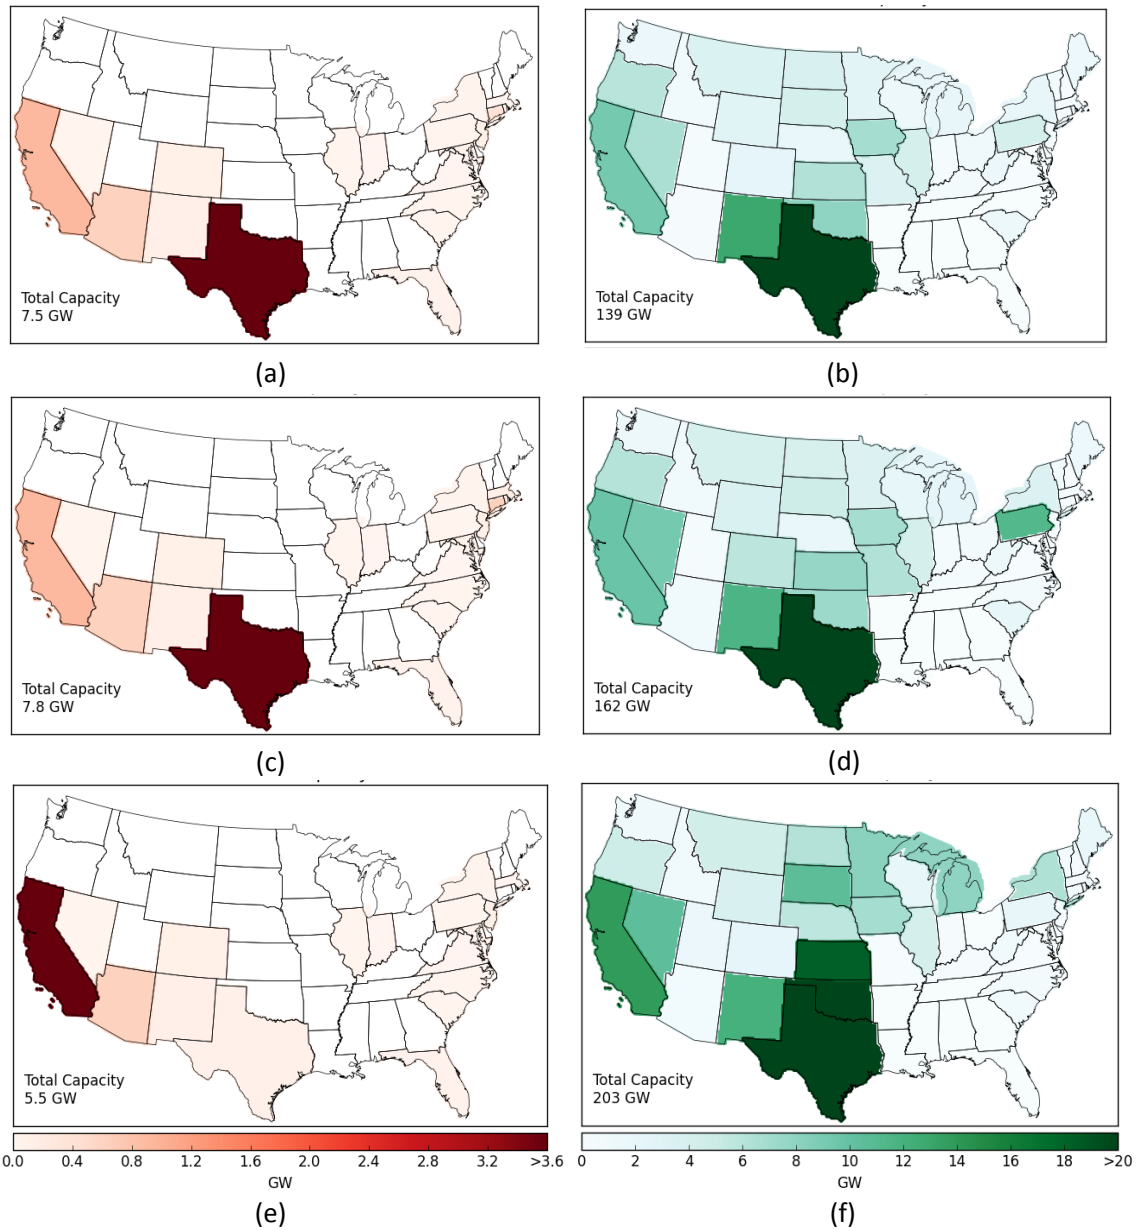 Total Capacity
7.5 GW
(a)
Total Capacity
139 GW
(b)
Total Capacity
7.8 GW
(c)
Total Capacity
162 GW
(d)
Total Capacity
5.5 GW
0.0 0.4 0.8 1.2 1.6 2.0 2.4 2.8 3.2 >3.6
GW
(e)
Total Capacity
203 GW
0 2 4 6 8 10 12 14 16 18 >20
GW
(f)